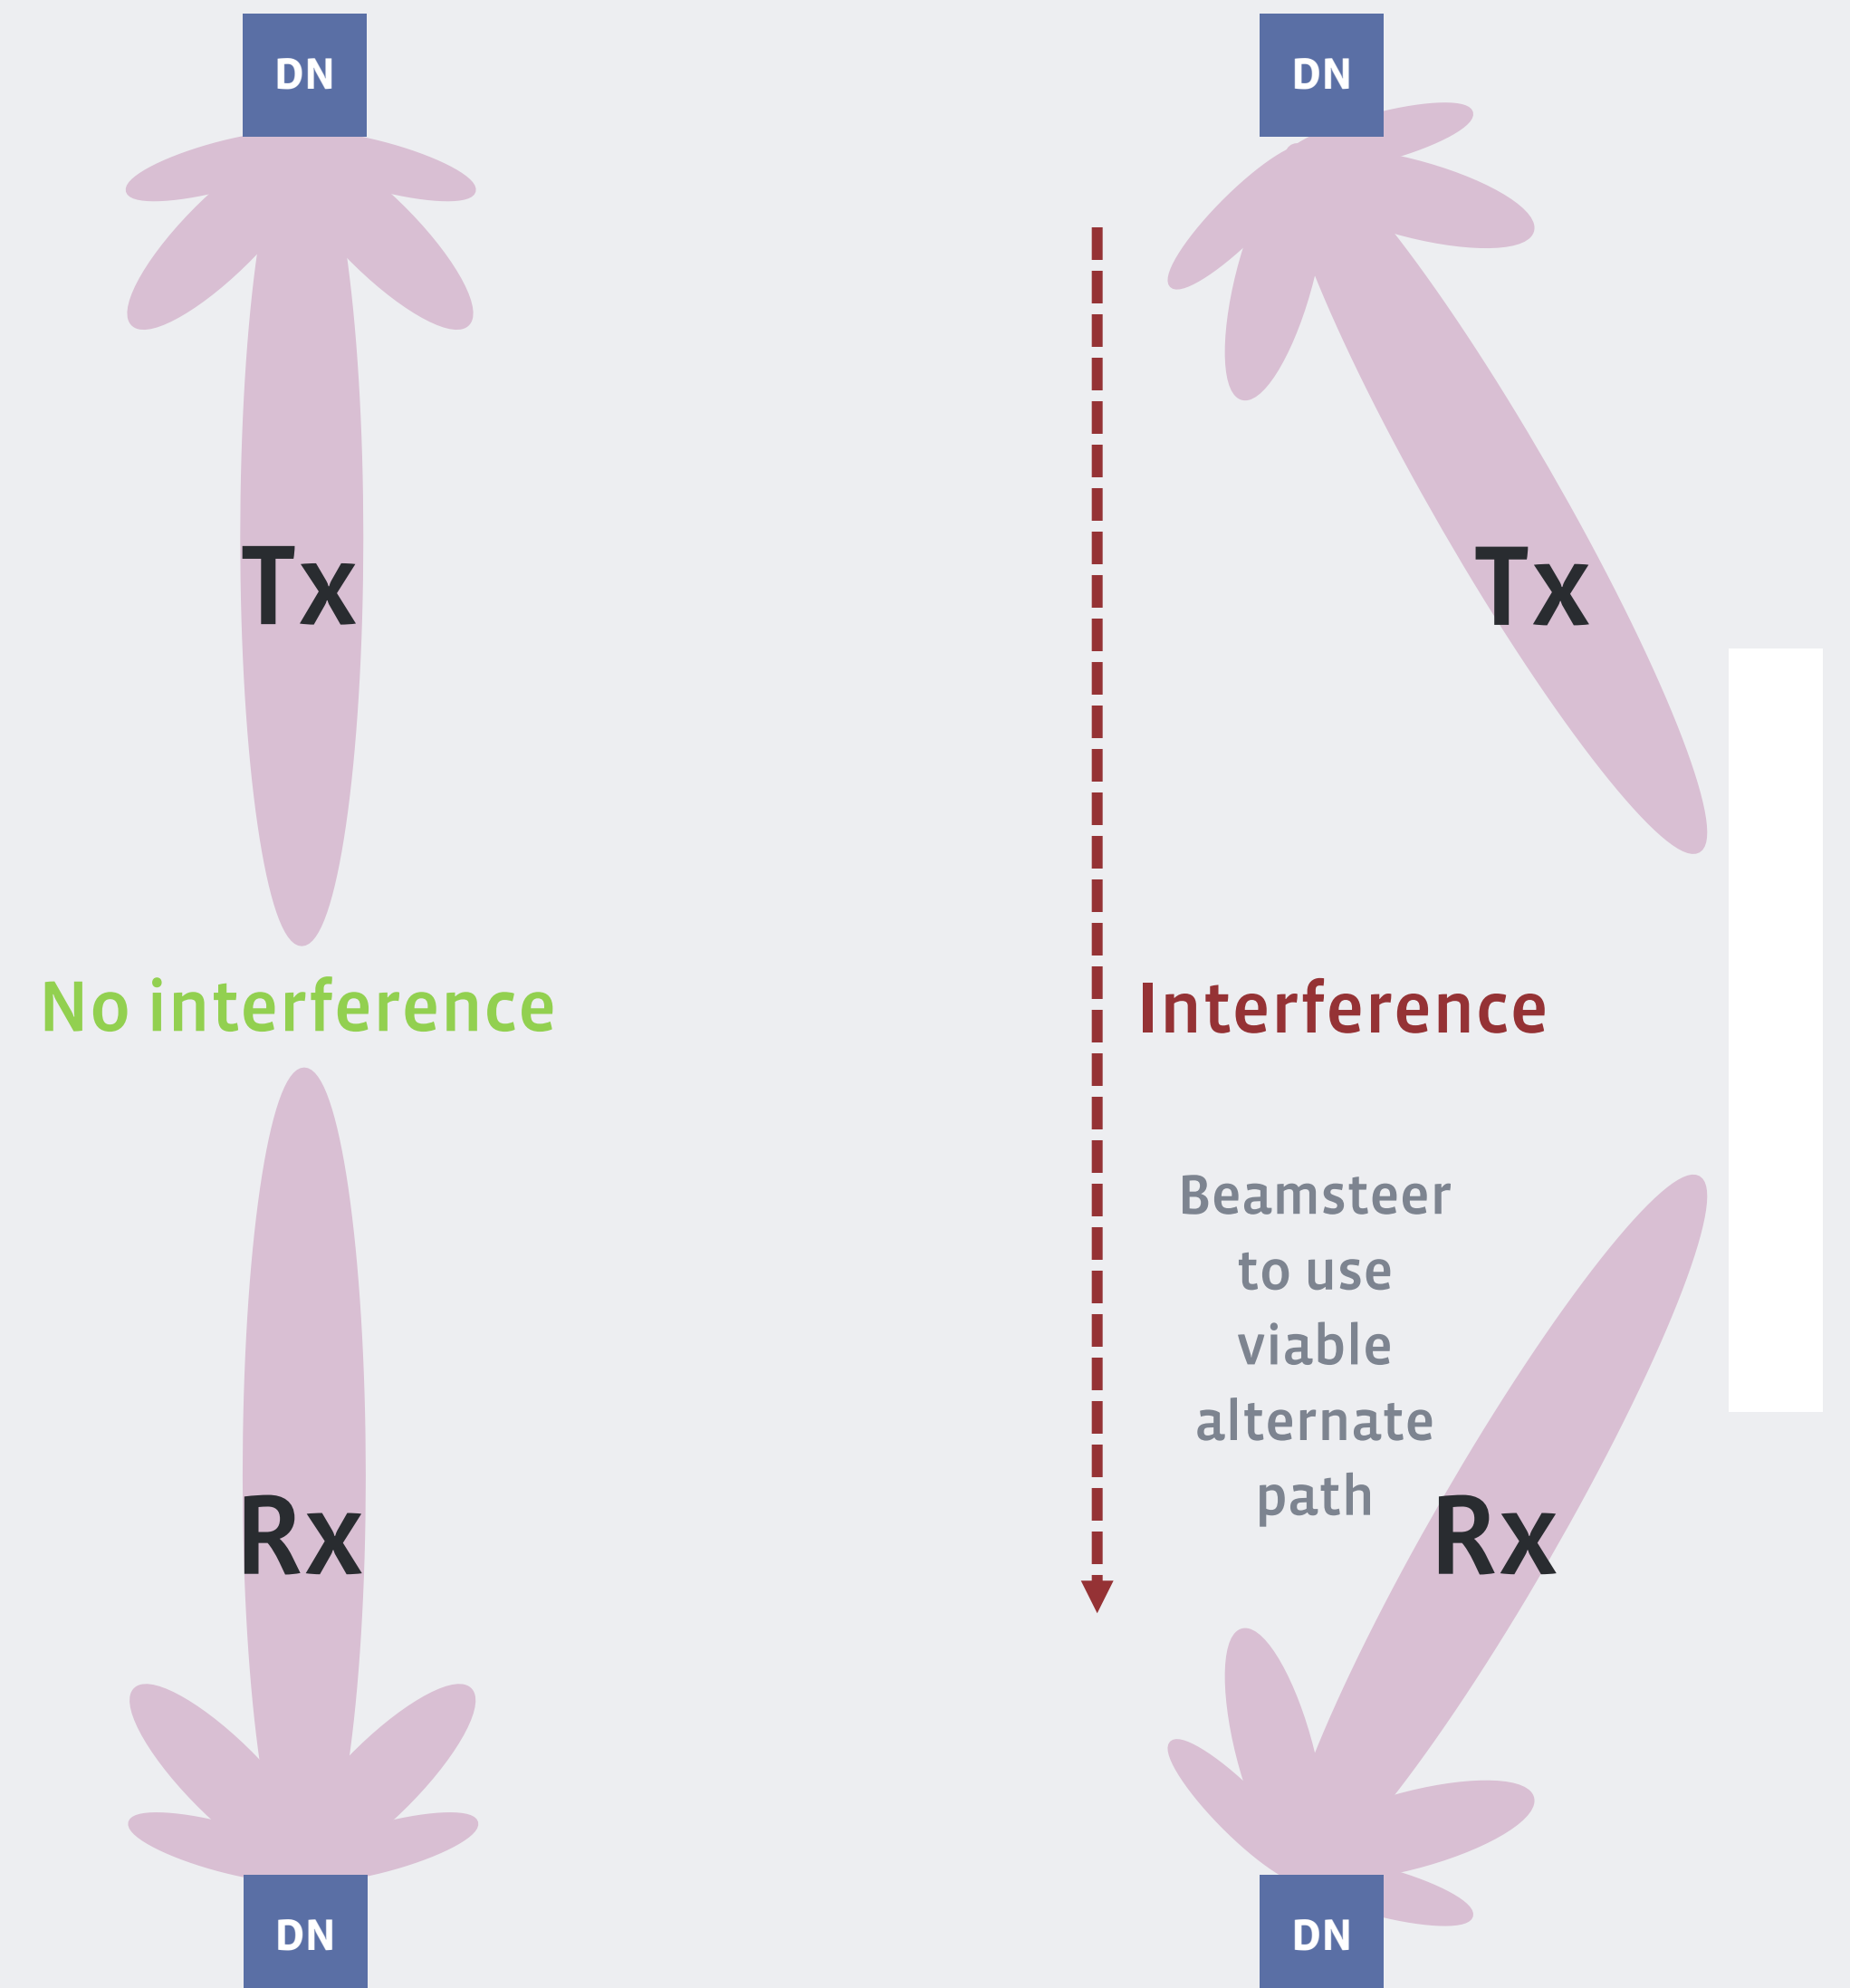 DN
DN
Tx
Tx
No interference
Interference
Beamsteer
to use
viable
alternate
path
Rx
Rx
DN
DN